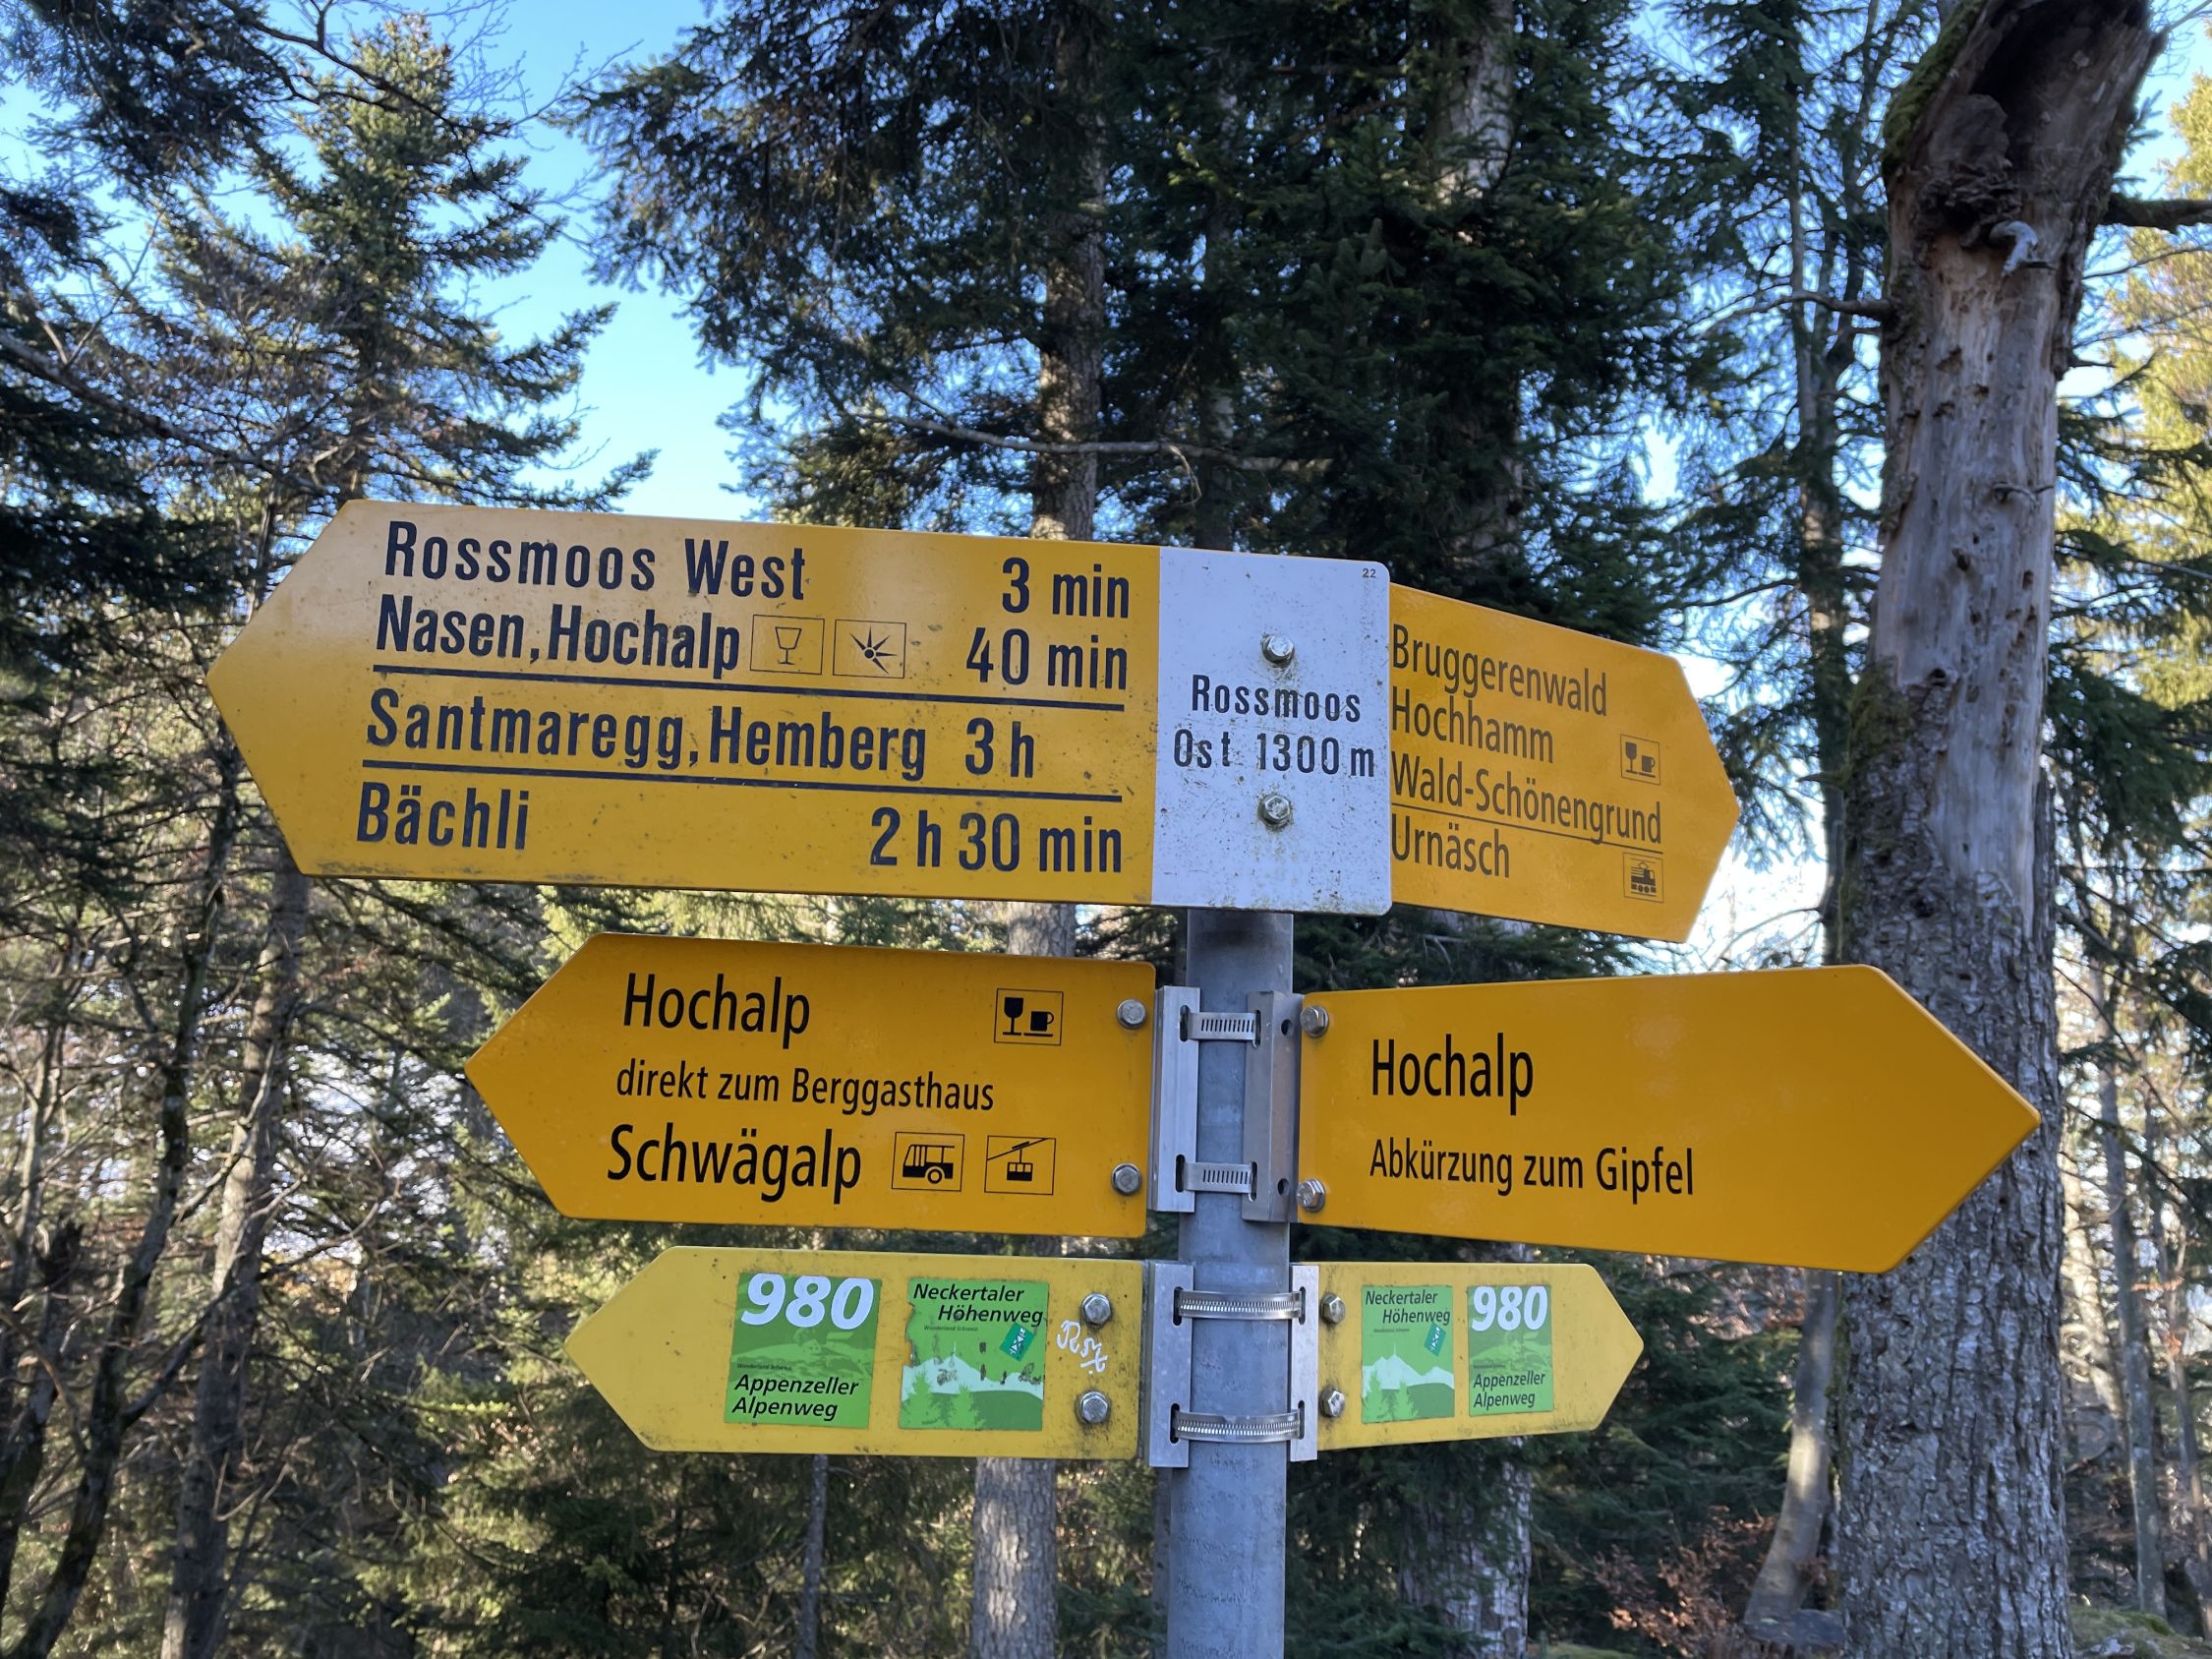 Rossmoos West 3 min
Nasen, Hochalp 40 min
Santmaregg, Hemberg 3 h
Bächli 2 h 30 min
22
Rossmoos
Ost 1300 m
Bruggerenwald
Hochhamm
Wald-Schönengrund
Urnäsch
Hochalp
direkt zum Berggasthaus
Schwägalp
Hochalp
Abkürzung zum Gipfel
980
Appenzeller
Alpenweg
Neckertaler
Höhenweg
Neckertaler
Höhenweg
980
Appenzeller
Alpenweg